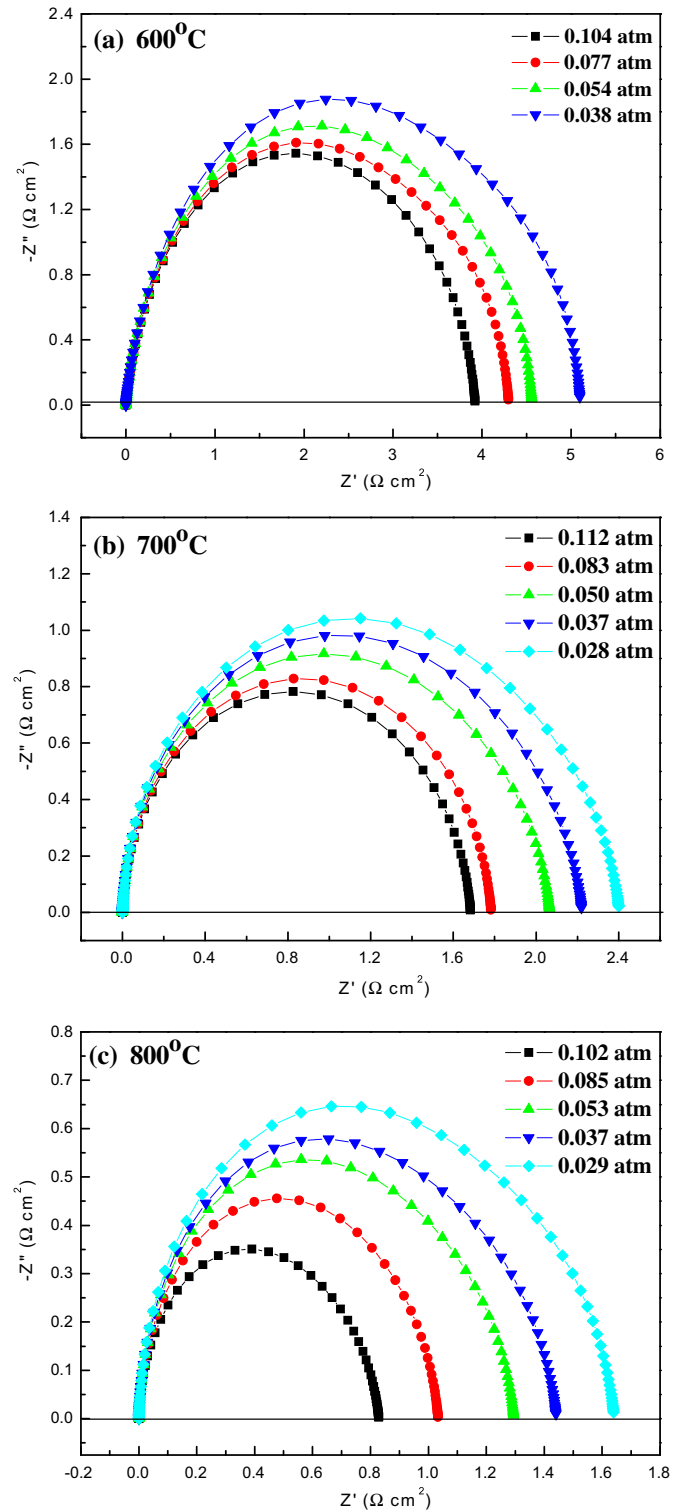 (a) 600°C
0.104 atm
0.077 atm
0.054 atm
0.038 atm
2.4
2.0
1.6
1.2
0.8
0.4
0.0
-Z" (Ω cm²)
0 1 2 3 4 5 6
Z' (Ω cm²)
(b) 700°C
0.112 atm
0.083 atm
0.050 atm
0.037 atm
0.028 atm
1.4
1.2
1.0
0.8
0.6
0.4
0.2
0.0
-Z" (Ω cm²)
0.0 0.4 0.8 1.2 1.6 2.0 2.4
Z' (Ω cm²)
(c) 800°C
0.102 atm
0.085 atm
0.053 atm
0.037 atm
0.029 atm
0.8
0.7
0.6
0.5
0.4
0.3
0.2
0.1
0.0
-Z" (Ω cm²)
-0.2 0.0 0.2 0.4 0.6 0.8 1.0 1.2 1.4 1.6 1.8
Z' (Ω cm²)